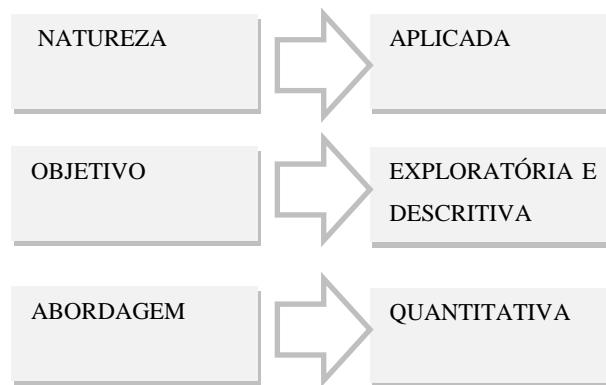 NATUREZA
APLICADA
OBJETIVO
EXPLORATÓRIA E
DESCRITIVA
ABORDAGEM
QUANTITATIVA